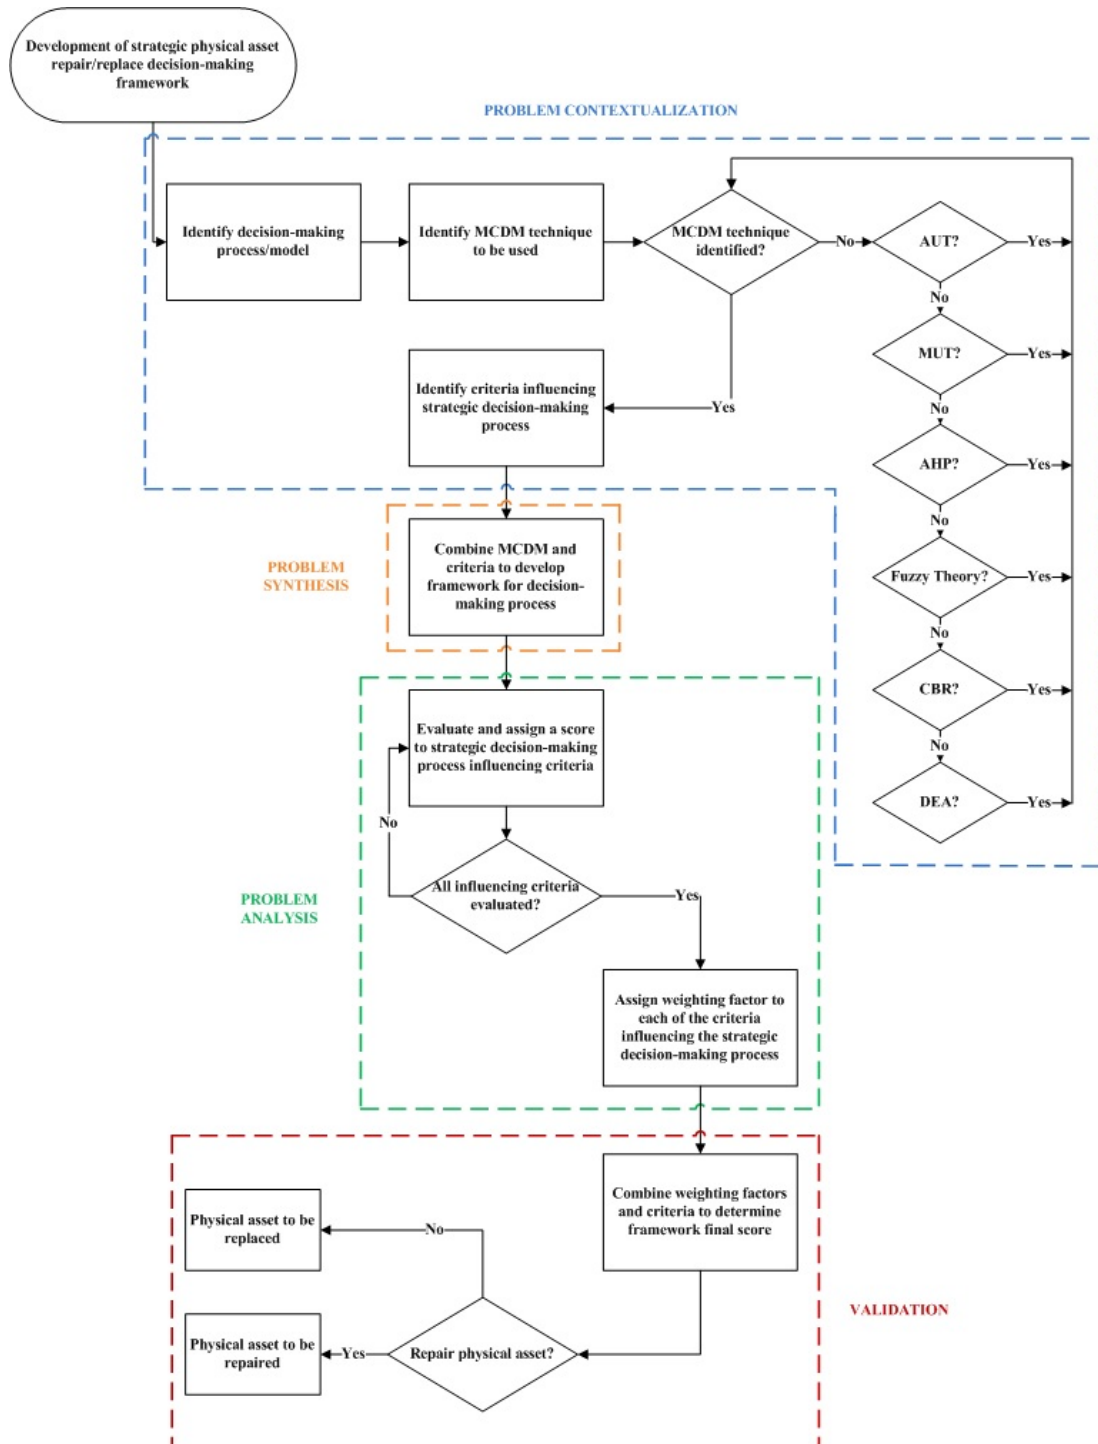 Development of strategic physical asset
repair/replace decision-making
framework
PROBLEM CONTEXTUALIZATION
Identify decision-making
process/model
Identify MCDM technique
to be used
MCDM technique
identified?
No
AUT?
Yes
No
MUT?
Yes
No
AHP?
Yes
No
Fuzzy Theory?
Yes
No
CBR?
Yes
No
DEA?
Yes
Yes
Identify criteria influencing
strategic decision-making
process
PROBLEM
SYNTHESIS
Combine MCDM and
criteria to develop
framework for decision-
making process
PROBLEM
ANALYSIS
Evaluate and assign a score
to strategic decision-making
process influencing criteria
No
All influencing criteria
evaluated?
Yes
Assign weighting factor to
each of the criteria
influencing the strategic
decision-making process
Combine weighting factors
and criteria to determine
framework final score
VALIDATION
Repair physical asset?
No
Physical asset to be
replaced
Yes
Physical asset to be
repaired